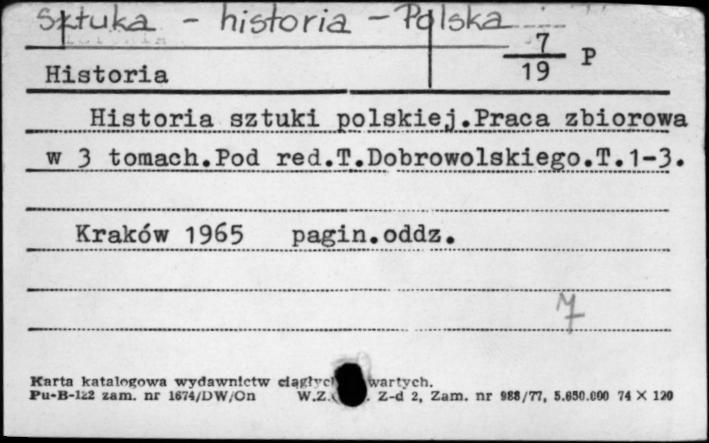 Sztuka - historia - Polska
7
19 P
Historia
Historia sztuki polskiej.Praca zbiorowa
w 3 tomach.Pod red.T.Dobrowolskiego.T.1-3.
Kraków 1965 pagin.oddz.
7
Karta katalogowa wydawnictw ciągłych wartych.
Pu-B-122 zam. nr 1674/DW/On W.Z. Z-d 2, Zam. nr 988/77, 5.650.000 74 X 120